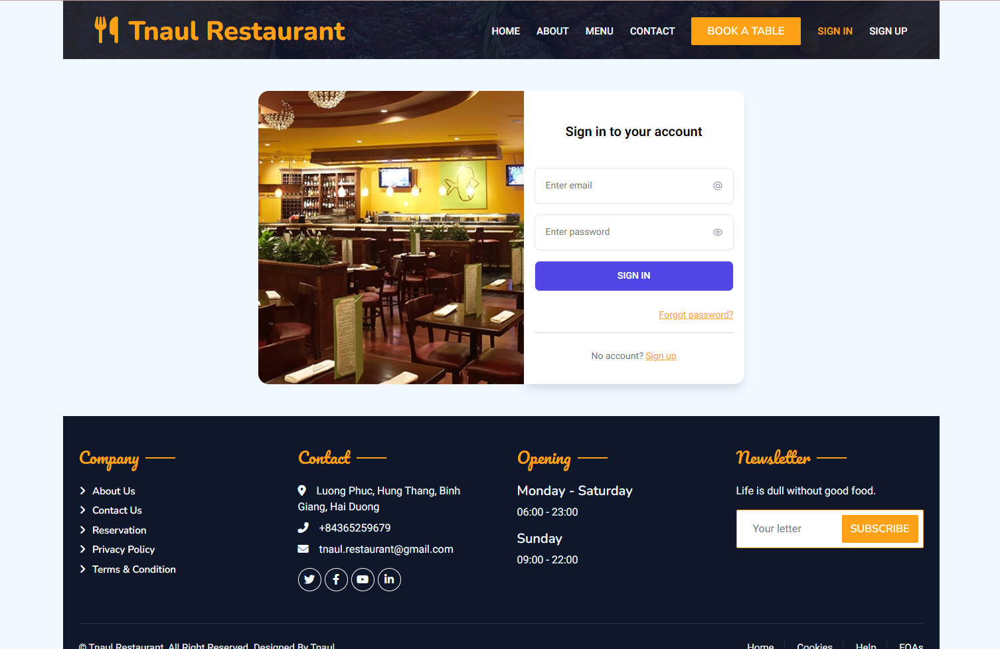 Tnaul Restaurant
HOME ABOUT MENU CONTACT BOOK A TABLE SIGN IN SIGN UP
Sign in to your account
Enter email
Enter password
SIGN IN
Forgot password?
No account? Sign up
Company
About Us
Contact Us
Reservation
Privacy Policy
Terms & Condition
Contact
Luong Phuc, Hung Thang, Binh
Giang, Hai Duong
+84365259679
tnaul.restaurant@gmail.com
Opening
Monday - Saturday
06:00 - 23:00
Sunday
09:00 - 22:00
Newsletter
Life is dull without good food.
Your letter SUBSCRIBE
© Tnaul Restaurant, All Right Reserved. Designed By Tnaul
Home Cookies Help FQAs